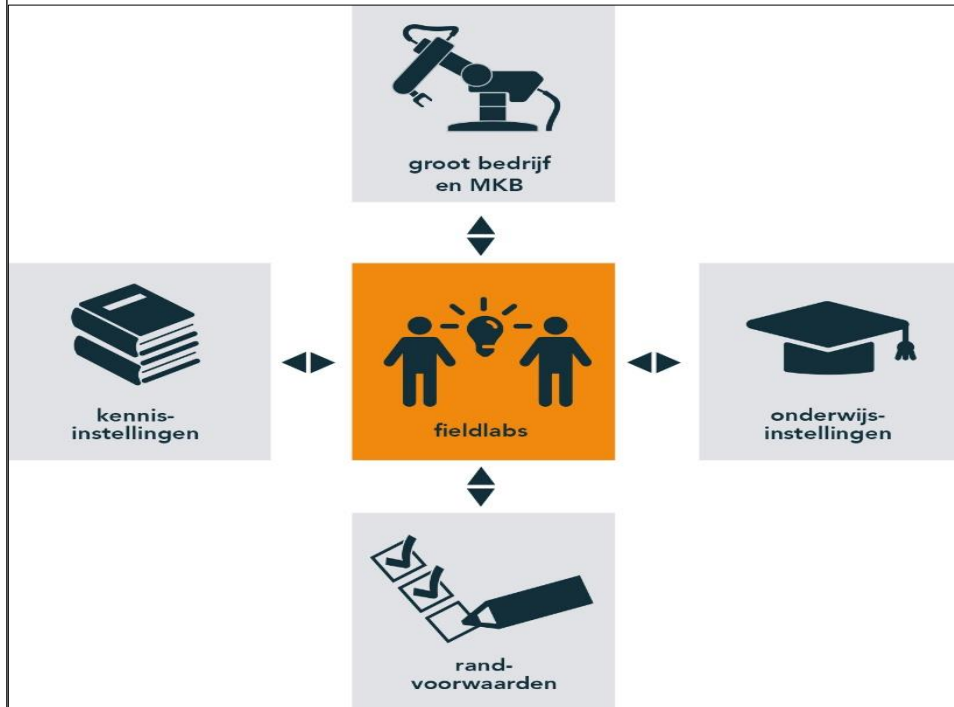 groot bedrijf
en MKB
kennis-
instellingen
fieldlabs
onderwijs-
instellingen
rand-
voorwaarden